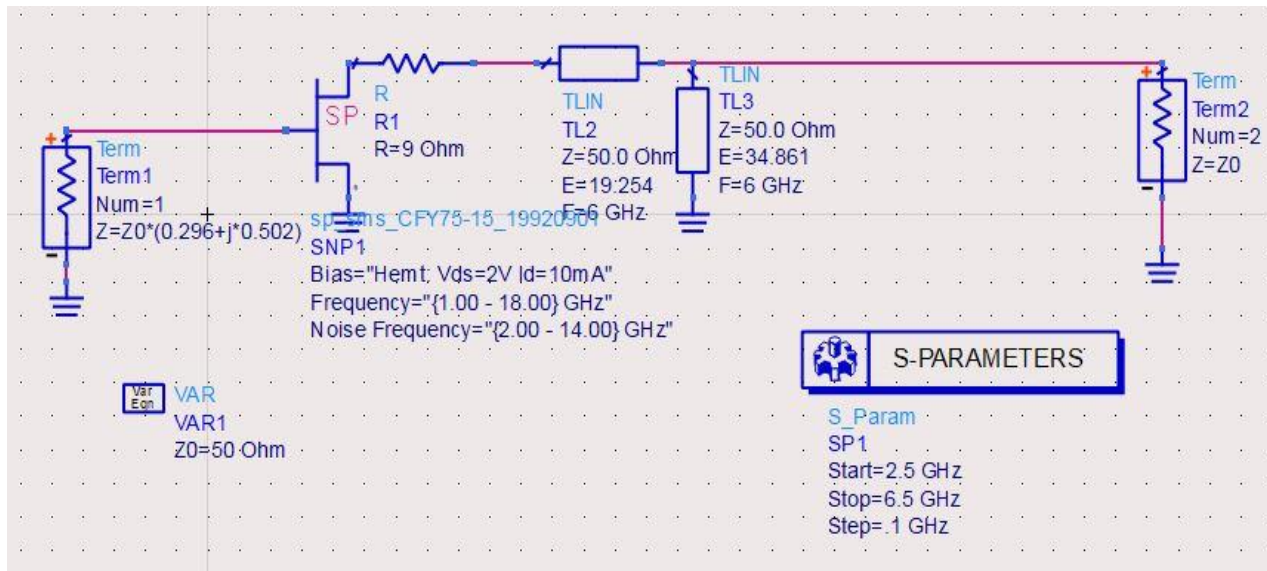 TLIN
TL3
Z=50.0 Ohm
E=34.861
F=6 GHz
Term
Term2
Num=2
Z=Z0
+
-
R
R1
R=9 Ohm
SP
TLIN
TL2
Z=50.0 Ohm
E=19.254
F=6 GHz
+
-
Term
Term1
Num=1
Z=Z0*(0.296+j*0.502)
sp_sms_CFY75-15_19920901
SNP1
Bias="Hemt: Vds=2V Id=10mA"
Frequency="{1.00 - 18.00} GHz"
Noise Frequency="{2.00 - 14.00} GHz"
Var
Eqn
VAR
VAR1
Z0=50 Ohm
S-PARAMETERS
S_Param
SP1
Start=2.5 GHz
Stop=6.5 GHz
Step=.1 GHz